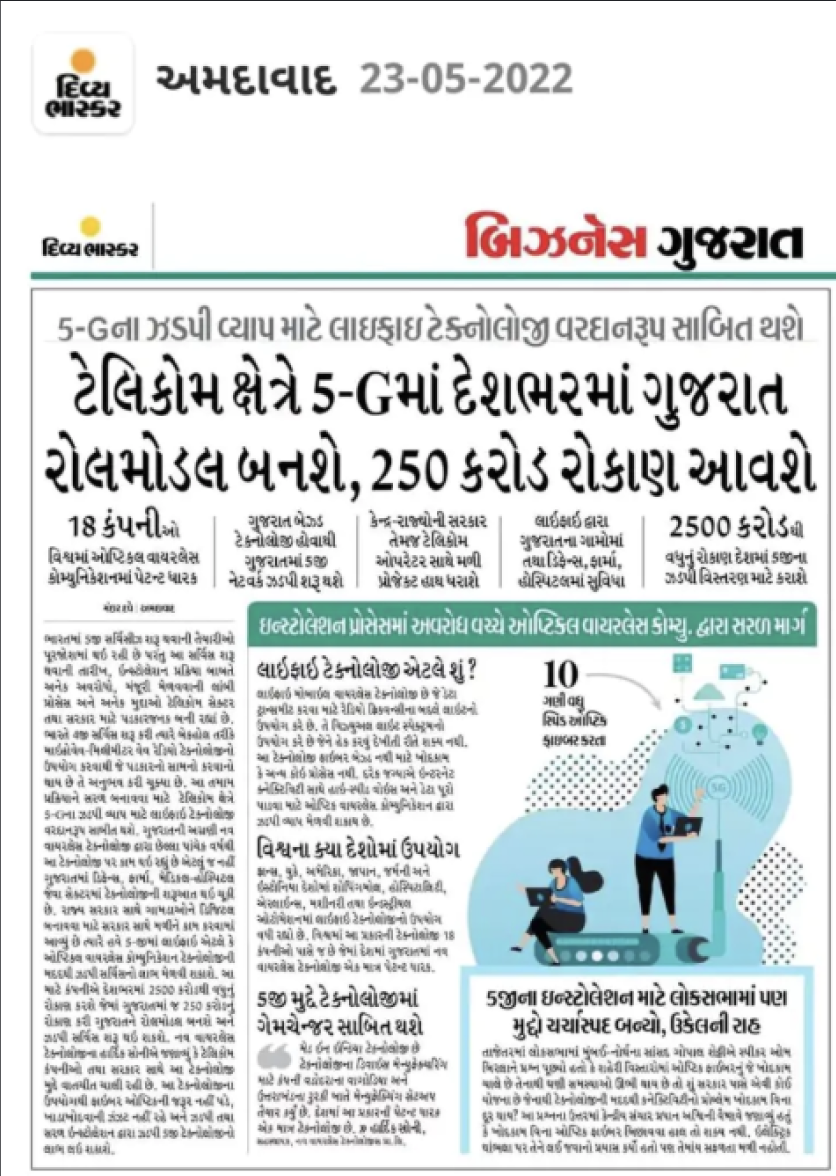 દિવ્ય
ભાસ્કર
અમદાવાદ 23-05-2022
દિવ્ય ભાસ્કર
બિઝનેસ ગુજરાત
5-Gના ઝડપી વ્યાપ માટે લાઇફાઇ ટેક્નોલોજી વરદાનરૂપ સાબિત થશે
ટેલિકોમ ક્ષેત્રે 5-Gમાં દેશભરમાં ગુજરાત
રોલમોડલ બનશે, 250 કરોડ રોકાણ આવશે
18 કંપનીઓ
વિશ્વમાં ઓપ્ટિકલ વાયરલેસ
કોમ્યુનિકેશનમાં પેટન્ટ ધારક
ગુજરાત બેઝ્ડ
ટેક્નોલોજી હોવાથી
ગુજરાતમાં 5જી
નેટવર્ક ઝડપી શરૂ થશે
કેન્દ્ર-રાજ્યોની સરકાર
તેમજ ટેલિકોમ
ઓપરેટર સાથે મળી
પ્રોજેક્ટ હાથ ધરાશે
લાઇફાઇ દ્વારા
ગુજરાતના ગામોમાં
તથા ડિફેન્સ, ફાર્મા,
હોસ્પિટલમાં સુવિધા
2500 કરોડથી
વધુનું રોકાણ દેશમાં 5જીના
ઝડપી વિસ્તરણ માટે કરાશે
મંદાર દવે | અમદાવાદ
ભારતમાં 5જી સર્વિસીઝ શરૂ થવાની તૈયારીઓ
પૂરજોશમાં થઇ રહી છે પરંતુ આ સર્વિસ શરૂ
થવાની તારીખ, ઇન્સ્ટોલેશન પ્રક્રિયા બાબતે
અનેક અવરોધો, મંજૂરી મેળવવાની લાંબી
પ્રોસેસ અને અનેક મુદ્દાઓ ટેલિકોમ સેક્ટર
તથા સરકાર માટે પડકારજનક બની રહ્યાં છે.
ભારતે 4જી સર્વિસ શરૂ કરી ત્યારે બેકહોલ તરીકે
માઇક્રોવેવ-મિલીમીટર વેવ રેડિયો ટેક્નોલોજીનો
ઉપયોગ કરવાથી જે પડકારનો સામનો કરવાનો
થાય છે તે અનુભવ કરી ચૂક્યા છે. આ તમામ
પ્રક્રિયાને સરળ બનાવવા માટે ટેલિકોમ ક્ષેત્રે
5-Gના ઝડપી વ્યાપ માટે લાઇફાઇ ટેક્નોલોજી
વરદાનરૂપ સાબીત થશે. ગુજરાતની અગ્રણી નવ
વાયરલેસ ટેક્નોલોજી દ્વારા છેલ્લા પાંચેક વર્ષથી
આ ટેક્નોલોજી પર કામ થઇ રહ્યું છે એટલું જ નહીં
ગુજરાતમાં ડિફેન્સ, ફાર્મા, મેડિકલ-હોસ્પિટલ
જેવા સેક્ટરમાં ટેક્નોલોજીની શરૂઆત થઇ ચૂકી
છે. રાજ્ય સરકાર સાથે ગામડાઓને ડિજિટલ
બનાવવા માટે સરકાર સાથે મળીને કામ કરવામાં
આવ્યું છે ત્યારે હવે 5-જીમાં લાઇફાઇ એટલે કે
ઓપ્ટિકલ વાયરલેસ કોમ્યુનિકેશન ટેક્નોલોજીની
મદદથી ઝડપી સર્વિસનો લાભ મેળવી શકાશે. આ
માટે કંપનીએ દેશભરમાં 2500 કરોડથી વધુનું
રોકાણ કરશે જેમાં ગુજરાતમાં જ 250 કરોડનું
રોકાણ કરી ગુજરાતને રોલમોડલ બનશે અને
ઝડપી સર્વિસ શરૂ થઇ શકશે. નવ વાયરલેસ
ટેક્નોલોજીના હાર્દિક સોનીએ જણાવ્યું કે ટેલિકોમ
કંપનીઓ તથા સરકાર સાથે આ ટેક્નોલોજી
મુદ્દે વાતચીત ચાલી રહી છે. આ ટેક્નોલોજીના
ઉપયોગથી ફાઇબર ઓપ્ટિકની જરૂર નહીં પડે,
ખાડાખોદવાની ઝંઝટ નહીં રહે અને ઝડપી તથા
સરળ ઇન્સ્ટોલેશન દ્વારા ઝડપી 5જી ટેક્નોલોજીનો
લાભ લઇ શકાશે.
ઇન્સ્ટોલેશન પ્રોસેસમાં અવરોધ વચ્ચે ઓપ્ટિકલ વાયરલેસ કોમ્યુ. દ્વારા સરળ માર્ગ
લાઇફાઇ ટેક્નોલોજી એટલે શું ?
લાઇફાઇ મોબાઇલ વાયરલેસ ટેક્નોલોજી છે જે ડેટા
ટ્રાન્સમીટ કરવા માટે રેડિયો ફ્રિકવન્સીના બદલે લાઇટનો
ઉપયોગ કરે છે. તે વિઝ્યુઅલ લાઇટ સ્પેક્ટ્રમનો
ઉપયોગ કરે છે જેને હેક કરવું દેખીતી રીતે શક્ય નથી.
આ ટેક્નોલોજી ફાઇબર બેઝ્ડ નથી માટે ખોદકામ
કે અન્ય કોઇ પ્રોસેસ નથી. દરેક જગ્યાએ ઇન્ટરનેટ
કનેક્ટિવિટી સાથે હાઇ-સ્પીડ વોઇસ અને ડેટા પૂરો
પાડવા માટે ઓપ્ટિક વાયરલેસ કોમ્યુનિકેશન દ્વારા
ઝડપી વ્યાપ મેળવી શકાય છે.
વિશ્વના ક્યા દેશોમાં ઉપયોગ
ફ્રાન્સ, યુકે, અમેરિકા, જાપાન, જર્મની અને
ઇસ્ટોનિયા દેશોમાં શોપિંગમોલ, હોસ્પિટાલિટી,
એરલાઇન્સ, મશીનરી તથા ઇન્ડસ્ટ્રીયલ
ઓટોમેશનમાં લાઇફાઇ ટેક્નોલોજીનો ઉપયોગ
વધી રહ્યો છે. વિશ્વમાં આ પ્રકારની ટેક્નોલોજી 18
કંપનીઓ પાસે જ છે જેમાં દેશમાં ગુજરાતમાં નવ
વાયરલેસ ટેક્નોલોજી એક માત્ર પેટન્ટ ધારક.
5જી મુદ્દે ટેક્નોલોજીમાં
ગેમચેન્જર સાબિત થશે
મેડ ઇન ઇન્ડિયા ટેક્નોલોજી છે
ટેક્નોલોજીના ડિવાઇસ મેન્યુફેક્ચરિંગ
માટે કંપની વડોદરાના વાગોડિયા અને
ઉત્તરાખંડના રૂરકી ખાતે મેન્યુફેક્ચરિંગ સેટઅપ
તૈયાર કર્યું છે. દેશમાં આ પ્રકારની પેટન્ટ ધારક
એક માત્ર ટેક્નોલોજી છે. હાર્દિક સોની,
સહસ્થાપક, નવ વાયરલેસ ટેક્નોલોજીસ પ્રા.લિ.
10
ગણી વધુ
સ્પિડ ઓપ્ટિક
ફાઇબર કરતા
5G
5જીના ઇન્સ્ટોલેશન માટે લોકસભામાં પણ
મુદ્દો ચર્ચાસ્પદ બન્યો, ઉકેલની રાહ
તાજેતરમાં લોકસભામાં મુંબઇ-નોર્થના સાંસદ ગોપાલ શેટ્ટીએ સ્પીકર ઓમ
બિરલાને પ્રશ્ન પૂછ્યો હતો કે શહેરી વિસ્તારોમાં ઓપ્ટિક ફાઇબરનું જે ખોદકામ
ચાલે છે તેનાથી ઘણી સમસ્યાઓ ઊભી થાય છે તો શું સરકાર પાસે એવી કોઈ
યોજના છે જેનાથી ટેક્નોલોજીની મદદથી કનેક્ટિવિટીનો પ્રોબ્લેમ ખોદકામ વિના
દૂર થાય? આ પ્રશ્નના ઉત્તરમાં કેન્દ્રીય સંચાર પ્રધાન અશ્વિની વૈષ્ણવે જણાવ્યું હતું
કે ખોદકામ વિના ઓપ્ટિક ફાઈબર બિછાવવા હાલ તો શક્ય નથી. ઇલેક્ટ્રિક
થાંભલા પર તેને લઈ જવાનો પ્રયાસ કર્યો હતો પણ તેમાંય સફળતા મળી નહોતી.